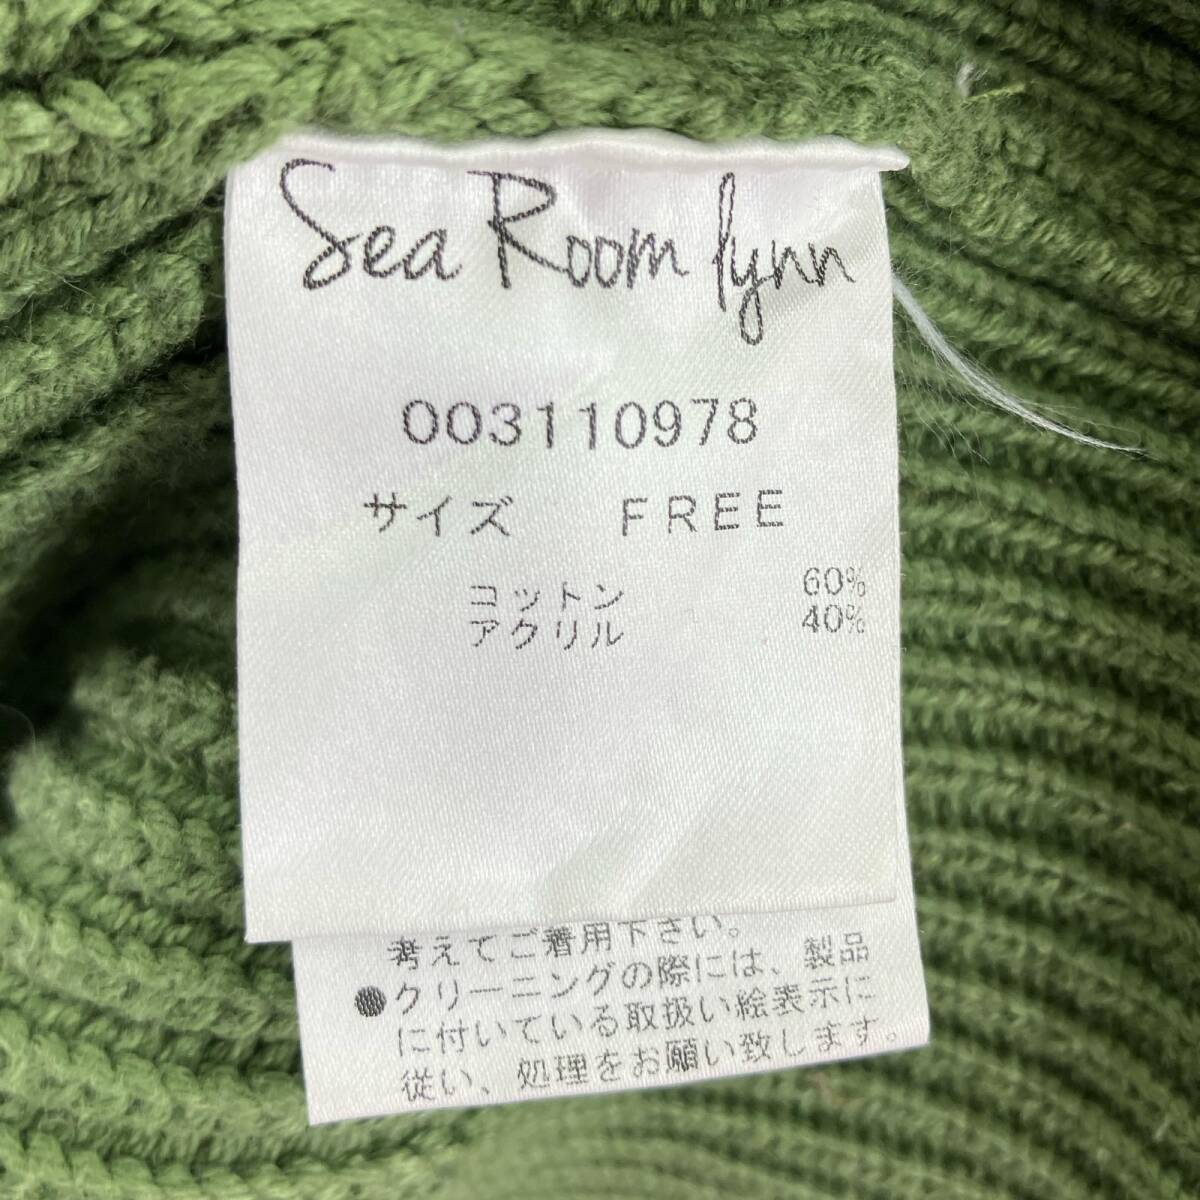 Sea Room lynn
003110978
サイズ FREE
コットン 60%
アクリル 40%
考えてご着用下さい。
●クリーニングの際には、製品
に付いている取扱い絵表示に
従い、処理をお願い致します。